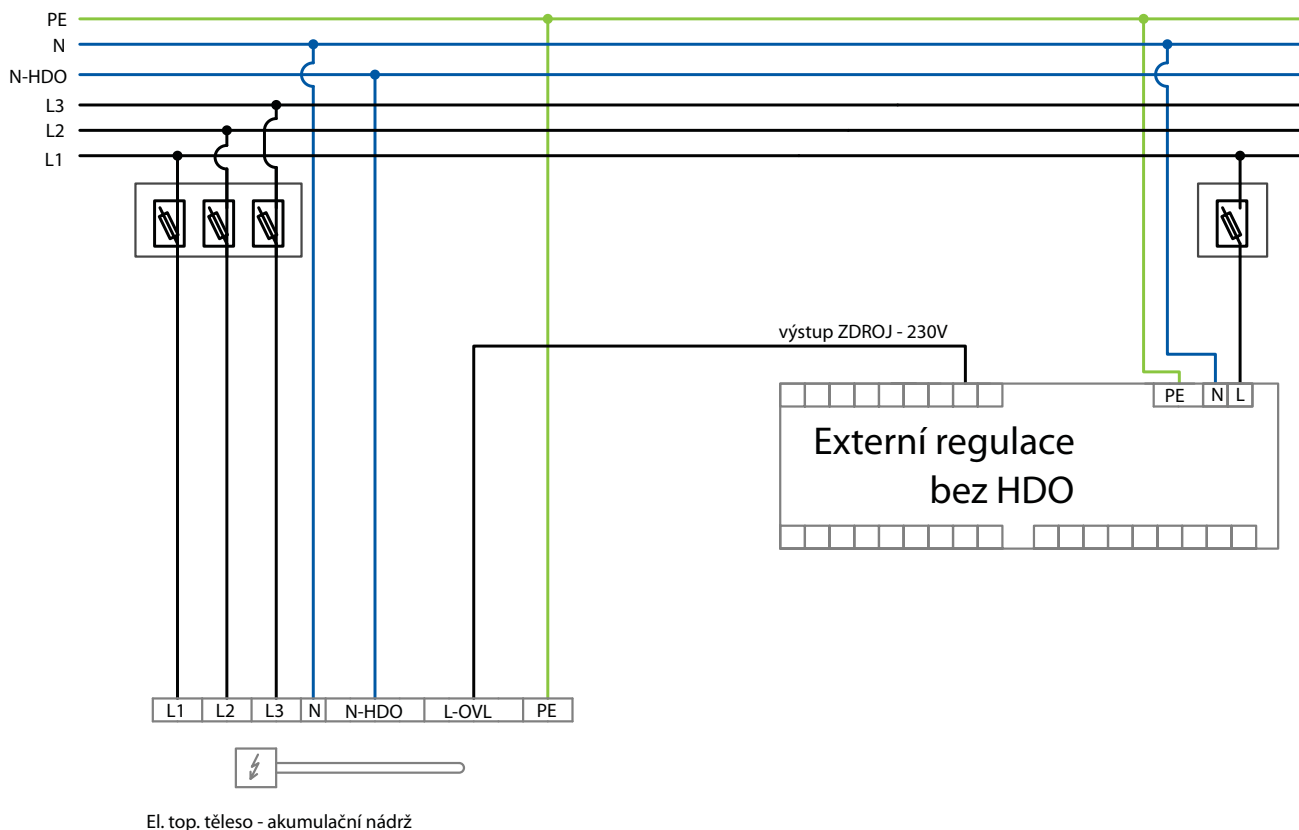 PE
N
N-HDO
L3
L2
L1
výstup ZDROJ - 230V
PE N L
Externí regulace
bez HDO
L1 L2 L3 N N-HDO L-OVL PE
El. top. těleso - akumulační nádrž